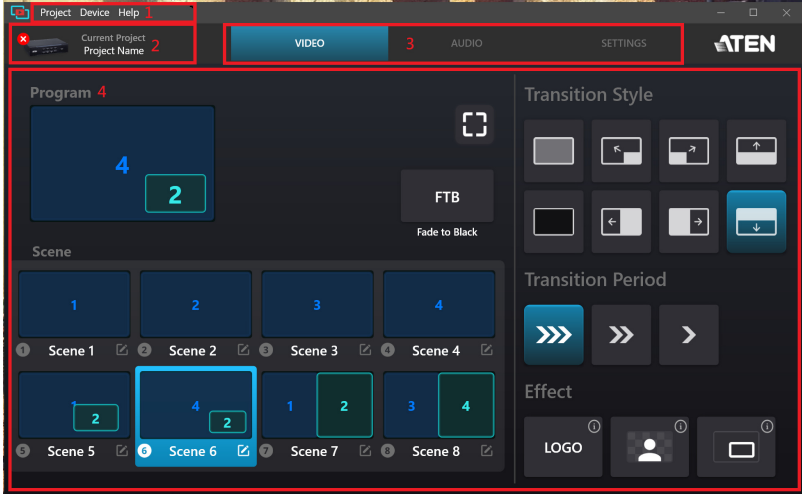 Project Device Help 1
Current Project
Project Name 2
VIDEO 3 AUDIO SETTINGS
ATEN
Program 4
4
2
FTB
Fade to Black
Scene
1
2
3
4
1 Scene 1
2 Scene 2
3 Scene 3
4 Scene 4
1 2
4 2
1 2
3 4
5 Scene 5
6 Scene 6
7 Scene 7
8 Scene 8
Transition Style
Transition Period
Effect
LOGO